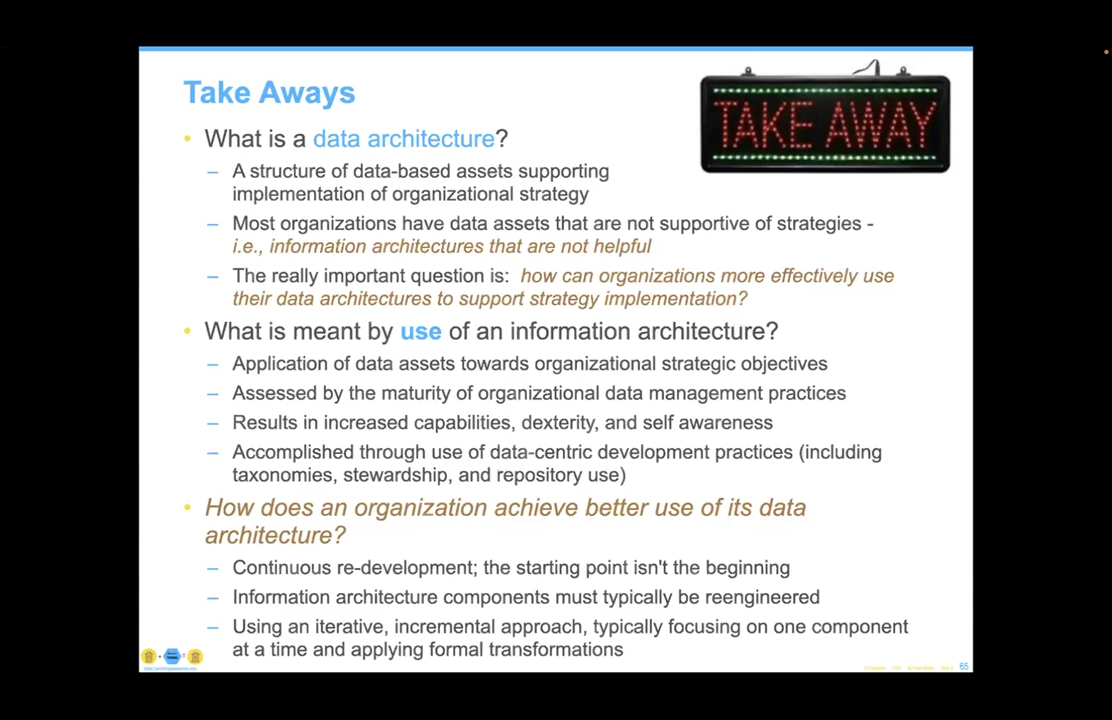 Take Aways
TAKE AWAY
• What is a data architecture?
– A structure of data-based assets supporting
implementation of organizational strategy
– Most organizations have data assets that are not supportive of strategies -
i.e., information architectures that are not helpful
– The really important question is: how can organizations more effectively use
their data architectures to support strategy implementation?
• What is meant by use of an information architecture?
– Application of data assets towards organizational strategic objectives
– Assessed by the maturity of organizational data management practices
– Results in increased capabilities, dexterity, and self awareness
– Accomplished through use of data-centric development practices (including
taxonomies, stewardship, and repository use)
• How does an organization achieve better use of its data
architecture?
– Continuous re-development; the starting point isn't the beginning
– Information architecture components must typically be reengineered
– Using an iterative, incremental approach, typically focusing on one component
at a time and applying formal transformations
65